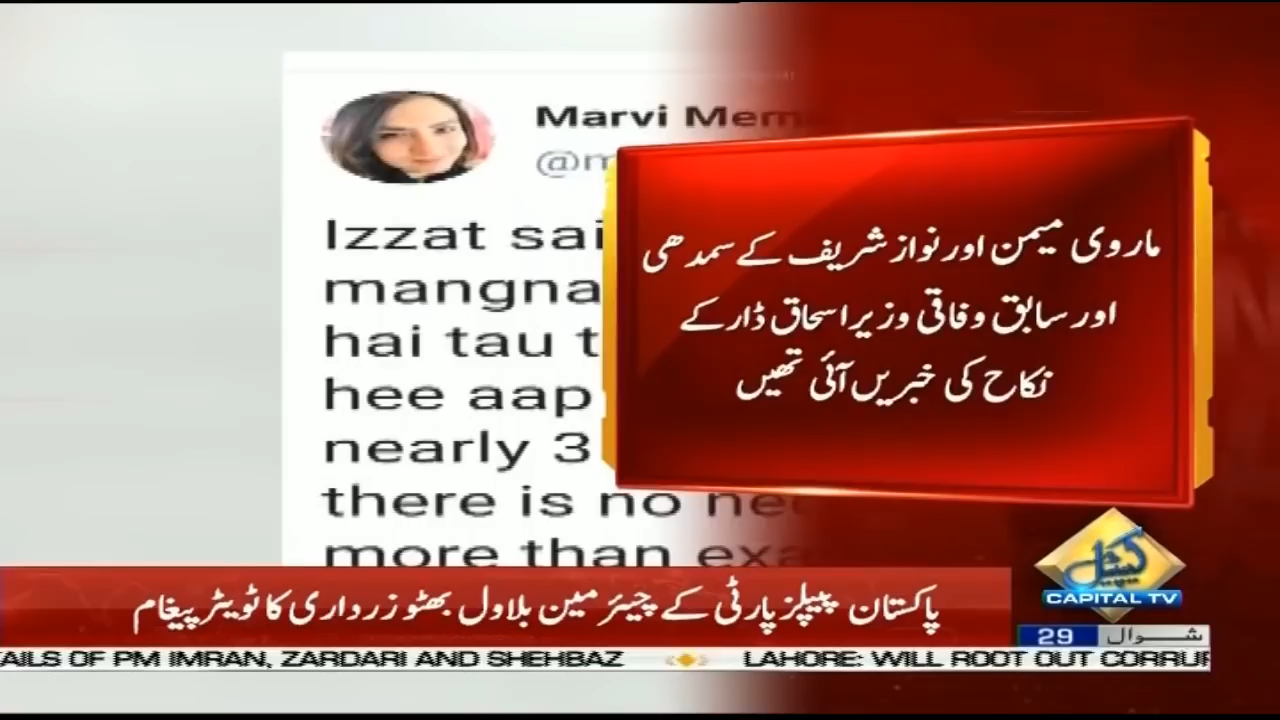 Marvi Mem
@m
Izzat sai
mangna
hai tau t
hee aap
nearly 3
there is no ne
more than exa
ماروی میمن اور نواز شریف کے سمدھی
اور سابق وفاقی وزیر اسحاق ڈار کے
نکاح کی خبریں آئی تھیں
کیپیٹل
CAPITAL TV
پاکستان پیپلز پارٹی کے چیئرمین بلاول بھٹو زرداری کا ٹویٹر پیغام
29 شوال
AILS OF PM IMRAN, ZARDARI AND SHEHBAZ LAHORE: WILL ROOT OUT CORRUP